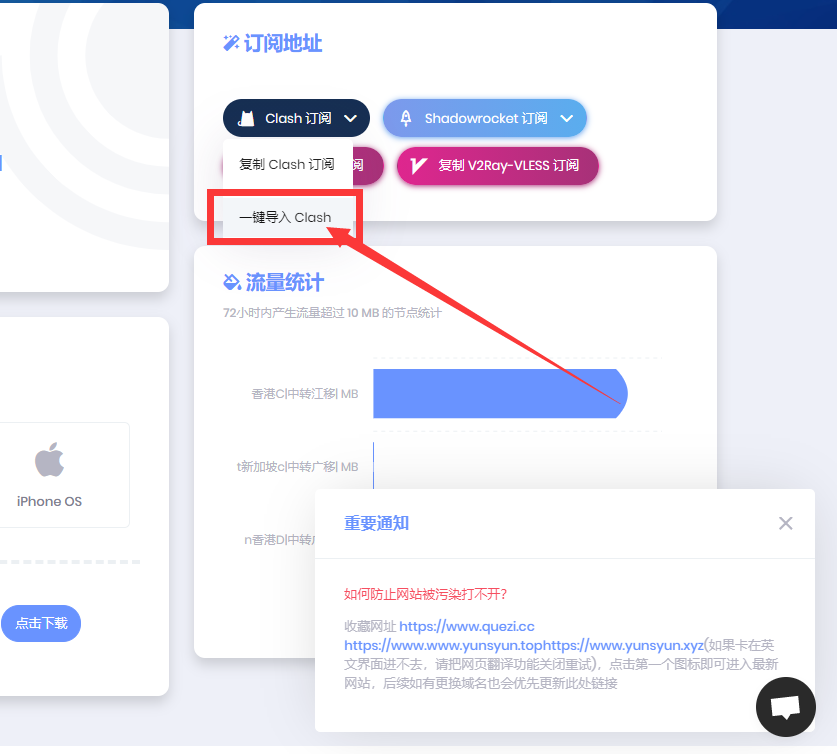 订阅地址
Clash 订阅
Shadowrocket 订阅
复制 Clash 订阅
阅
复制 V2Ray-VLESS 订阅
一键导入 Clash
流量统计
72小时内产生流量超过 10 MB 的节点统计
香港C|中转江移| MB
t新加坡c|中转广移| MB
n香港D|中转广
iPhone OS
点击下载
重要通知
如何防止网站被污染打不开?
收藏网址 https://www.quezi.cc
https://www.www.yunsyun.tophttps://www.yunsyun.xyz(如果卡在英
文界面进不去，请把网页翻译功能关闭重试)，点击第一个图标即可进入最新
网站，后续如有更换域名也会优先更新此处链接